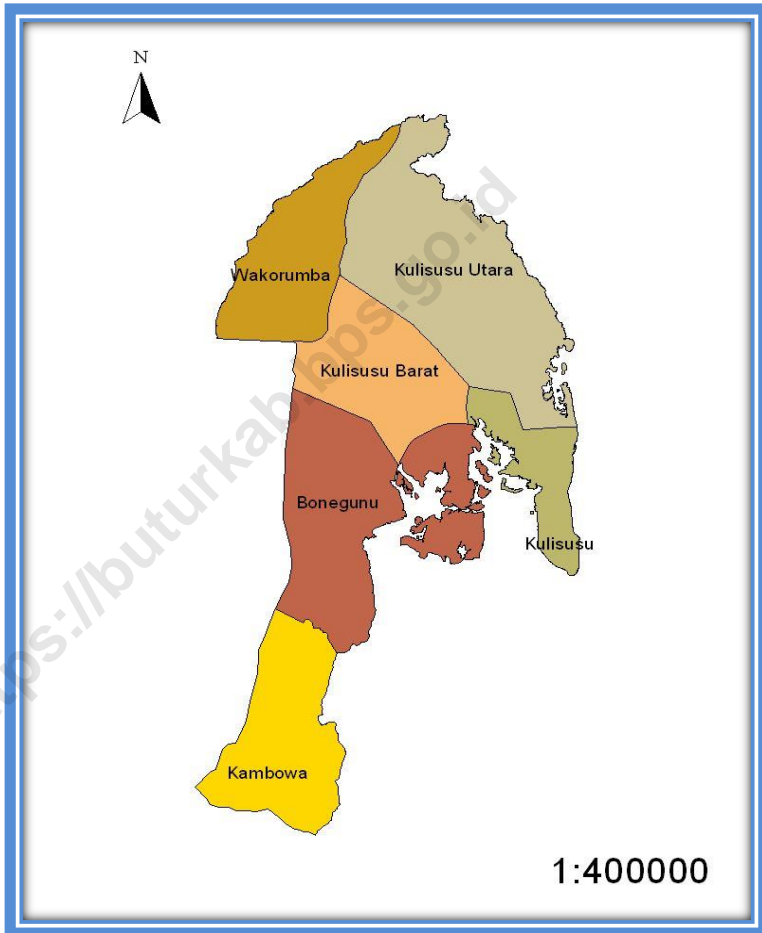 N
Wakorumba
Kulisusu Utara
Kulisusu Barat
Bonegunu
Kulisusu
Kambowa
1:400000
https://buturkab.bps.go.id